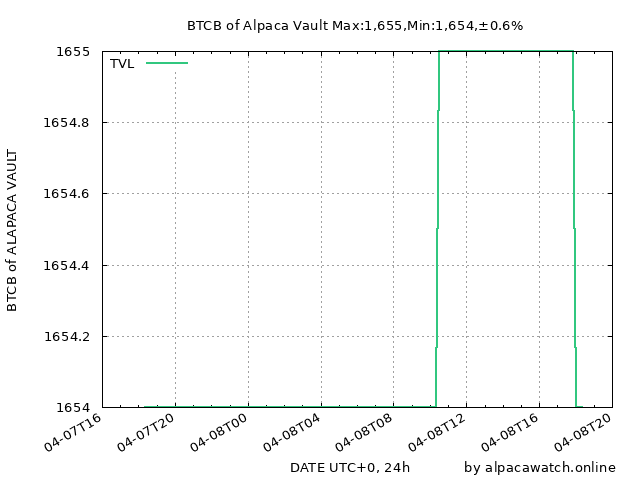 BTCB of Alpaca Vault Max:1,655,Min:1,654,±0.6%
TVL
1655
1654.8
1654.6
1654.4
1654.2
1654
BTCB of ALAPACA VAULT
04-07T16
04-07T20
04-08T00
04-08T04
04-08T08
04-08T12
04-08T16
04-08T20
DATE UTC+0, 24h
by alpacawatch.online